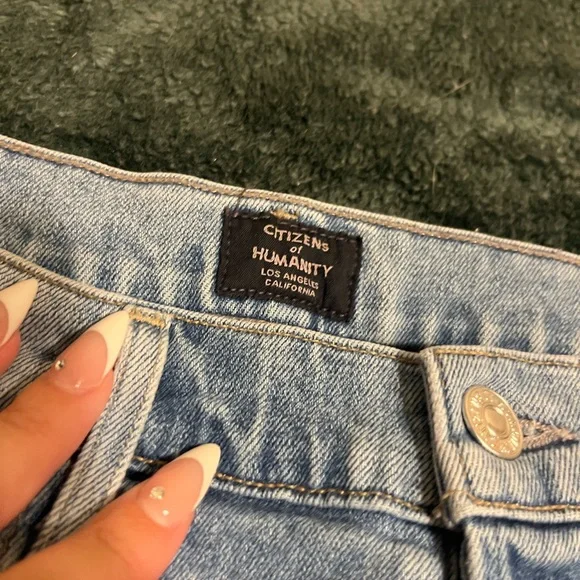 CITIZENS
of
HUMANITY
LOS ANGELES
CALIFORNIA